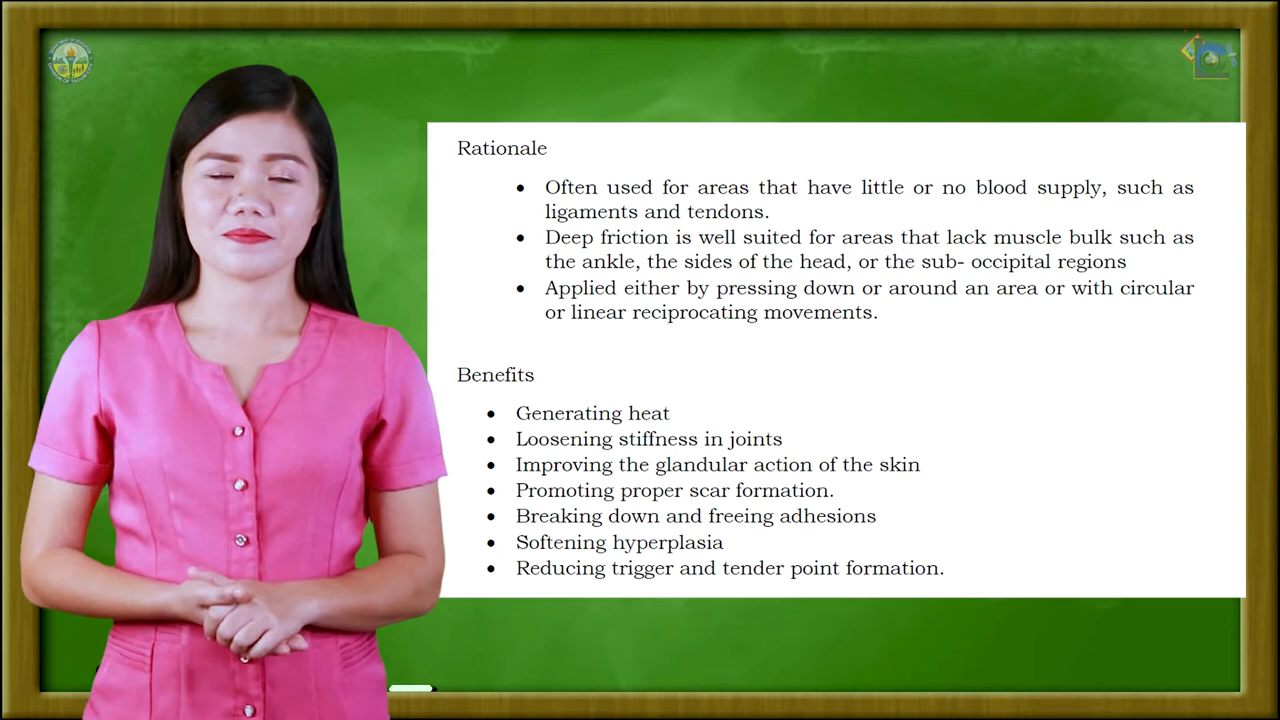 Rationale
• Often used for areas that have little or no blood supply, such as
ligaments and tendons.
• Deep friction is well suited for areas that lack muscle bulk such as
the ankle, the sides of the head, or the sub- occipital regions
• Applied either by pressing down or around an area or with circular
or linear reciprocating movements.
Benefits
• Generating heat
• Loosening stiffness in joints
• Improving the glandular action of the skin
• Promoting proper scar formation.
• Breaking down and freeing adhesions
• Softening hyperplasia
• Reducing trigger and tender point formation.